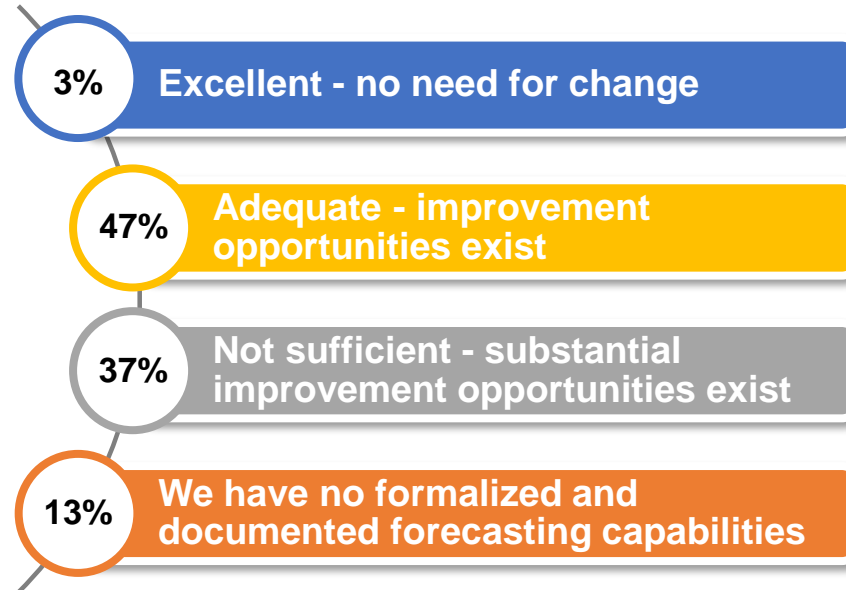 3%
Excellent - no need for change
47%
Adequate - improvement
opportunities exist
37%
Not sufficient - substantial
improvement opportunities exist
13%
We have no formalized and
documented forecasting capabilities